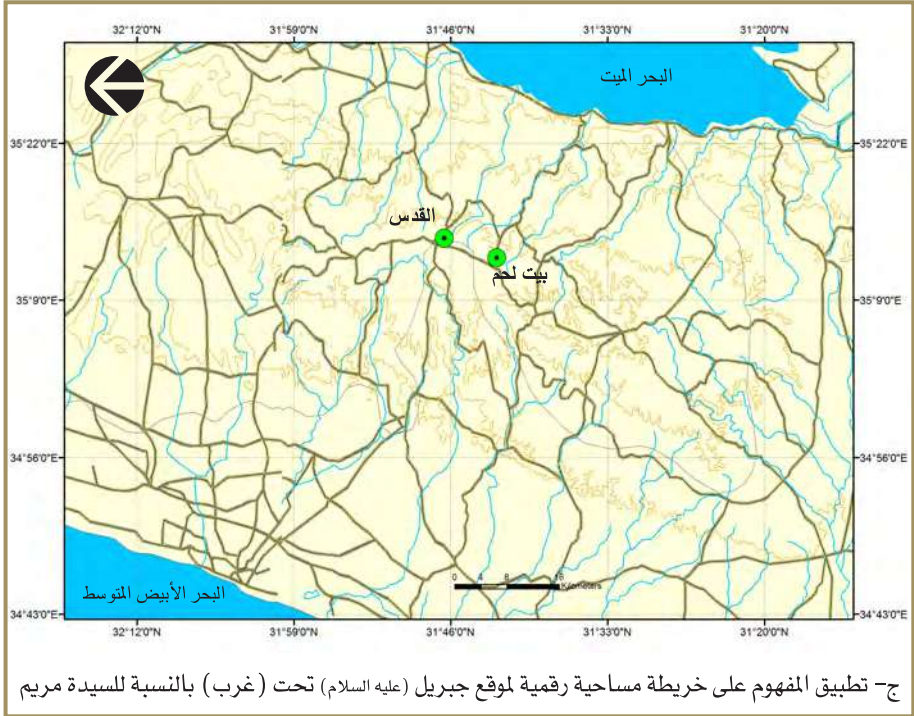 32°12'0"N 31°59'0"N 31°46'0"N 31°33'0"N 31°20'0"N
البحر الميت
35°22'0"E 35°22'0"E
القدس
بيت لحم
35°9'0"E 35°9'0"E
34°56'0"E 34°56'0"E
0 4 8 16
Kilometers
البحر الأبيض المتوسط
34°43'0"E 34°43'0"E
32°12'0"N 31°59'0"N 31°46'0"N 31°33'0"N 31°20'0"N
ج- تطبيق المفهوم على خريطة مساحية رقمية لموقع جبريل (عليه السلام) تحت (غرب) بالنسبة للسيدة مريم